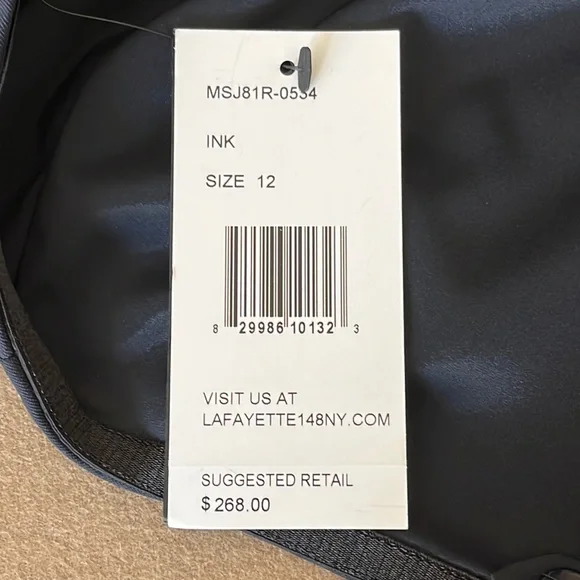 MSJ81R-0534
INK
SIZE 12
8 29986 10132 3
VISIT US AT
LAFAYETTE148NY.COM
SUGGESTED RETAIL
$ 268.00